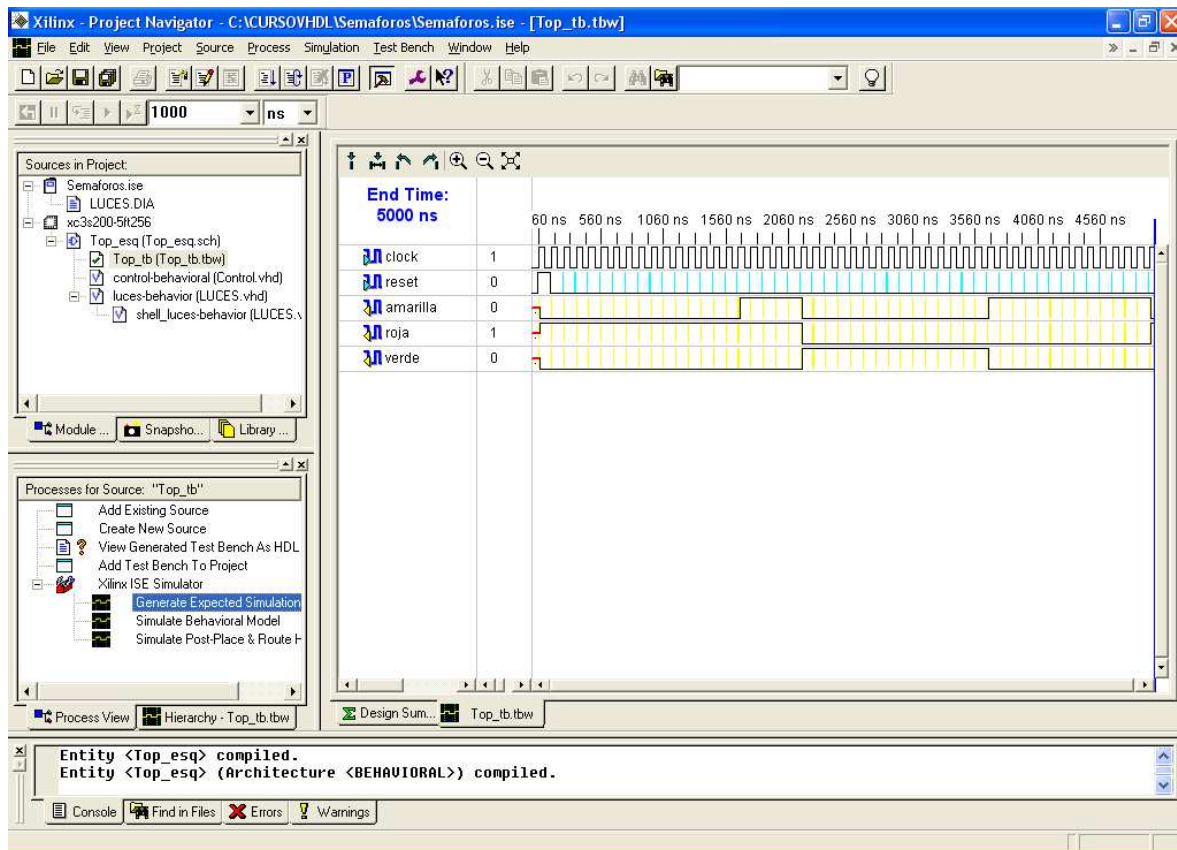 Xilinx - Project Navigator - C:\CURSOVHDL\Semaforos\Semaforos.ise - [Top_tb.tbw]
File Edit View Project Source Process Simulation Test Bench Window Help
1000 ns
Sources in Project:
Semaforos.ise
LUCES.DIA
xc3s200-5ft256
Top_esq (Top_esq.sch)
Top_tb (Top_tb.tbw)
control-behavioral (Control.vhd)
luces-behavior (LUCES.vhd)
shell_luces-behavior (LUCES.v
Module ... Snapsho... Library ...
Processes for Source: "Top_tb"
Add Existing Source
Create New Source
View Generated Test Bench As HDL
Add Test Bench To Project
Xilinx ISE Simulator
Generate Expected Simulation
Simulate Behavioral Model
Simulate Post-Place & Route H
Process View Hierarchy - Top_tb.tbw
End Time:
5000 ns
60 ns 560 ns 1060 ns 1560 ns 2060 ns 2560 ns 3060 ns 3560 ns 4060 ns 4560 ns
clock 1
reset 0
amarilla 0
roja 1
verde 0
Design Sum... Top_tb.tbw
Entity <Top_esq> compiled.
Entity <Top_esq> (Architecture <BEHAVIORAL>) compiled.
Console Find in Files Errors Warnings